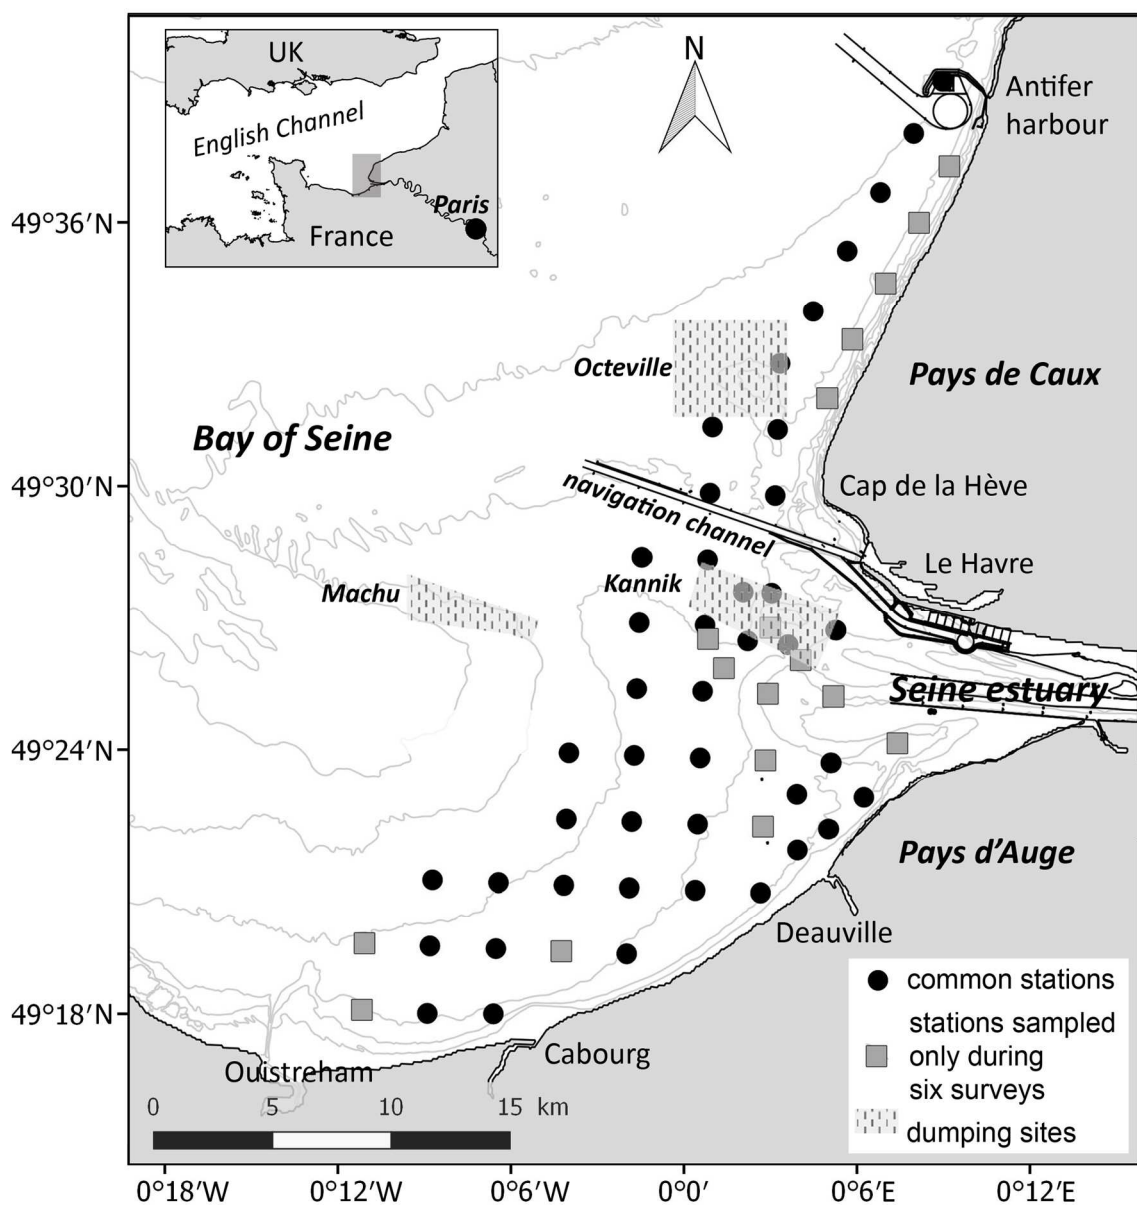 UK
English Channel
Paris
France
N
Antifer
harbour
49°36′N
Octeville
Pays de Caux
Bay of Seine
49°30′N
navigation channel
Cap de la Hève
Le Havre
Machu
Kannik
Seine estuary
49°24′N
Pays d’Auge
Deauville
49°18′N
Ouistreham
Cabourg
common stations
stations sampled
only during
six surveys
dumping sites
0 5 10 15 km
0°18′W 0°12′W 0°6′W 0°0′ 0°6′E 0°12′E